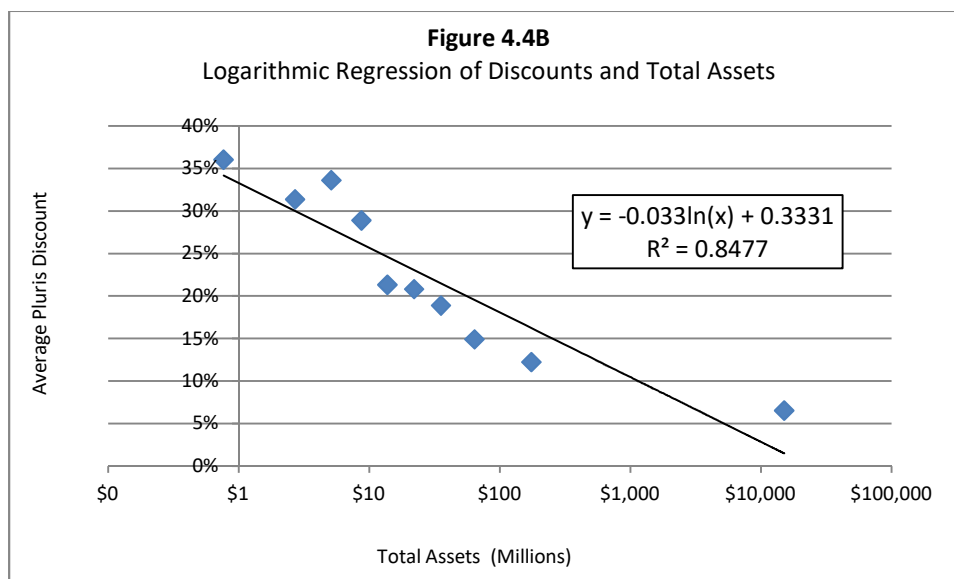 Figure 4.4B
Logarithmic Regression of Discounts and Total Assets
Average Pluris Discount
40%
35%
30%
25%
20%
15%
10%
5%
0%
y = -0.033ln(x) + 0.3331
R² = 0.8477
$0 $1 $10 $100 $1,000 $10,000 $100,000
Total Assets (Millions)